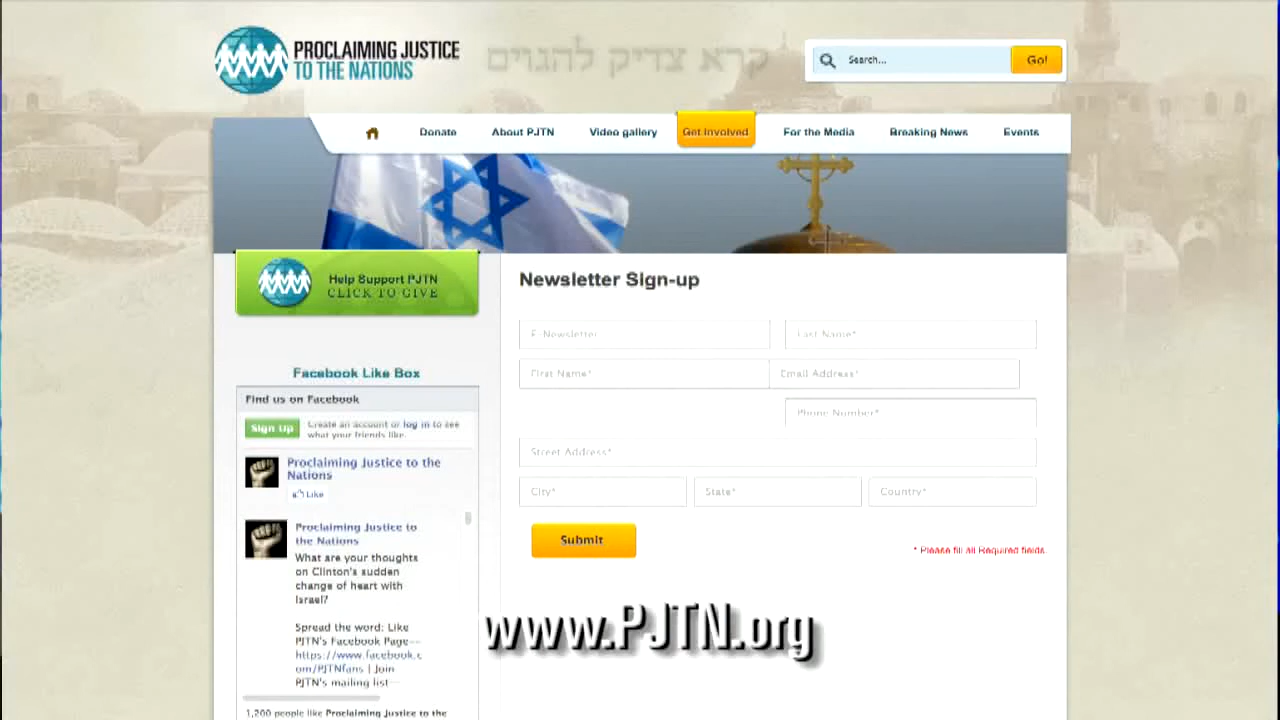 PROCLAIMING JUSTICE
TO THE NATIONS
קרא צדיק להגוים
Search...
Go!
Donate
About PJTN
Video gallery
Get Involved
For the Media
Breaking News
Events
Help Support PJTN
CLICK TO GIVE
Newsletter Sign-up
E-Newsletter
Last Name*
First Name*
Email Address*
Phone Number*
Street Address*
City*
State*
Country*
Submit
* Please fill all Required fields.
Facebook Like Box
Find us on Facebook
Sign Up
Create an account or log in to see
what your friends like.
Proclaiming Justice to the
Nations
Like
Proclaiming Justice to
the Nations
What are your thoughts
on Clinton's sudden
change of heart with
Israel?
Spread the word: Like
PJTN's Facebook Page--
https://www.facebook.c
om/PJTNfans | Join
PJTN's mailing list--
1,200 people like Proclaiming Justice to the
www.PJTN.org